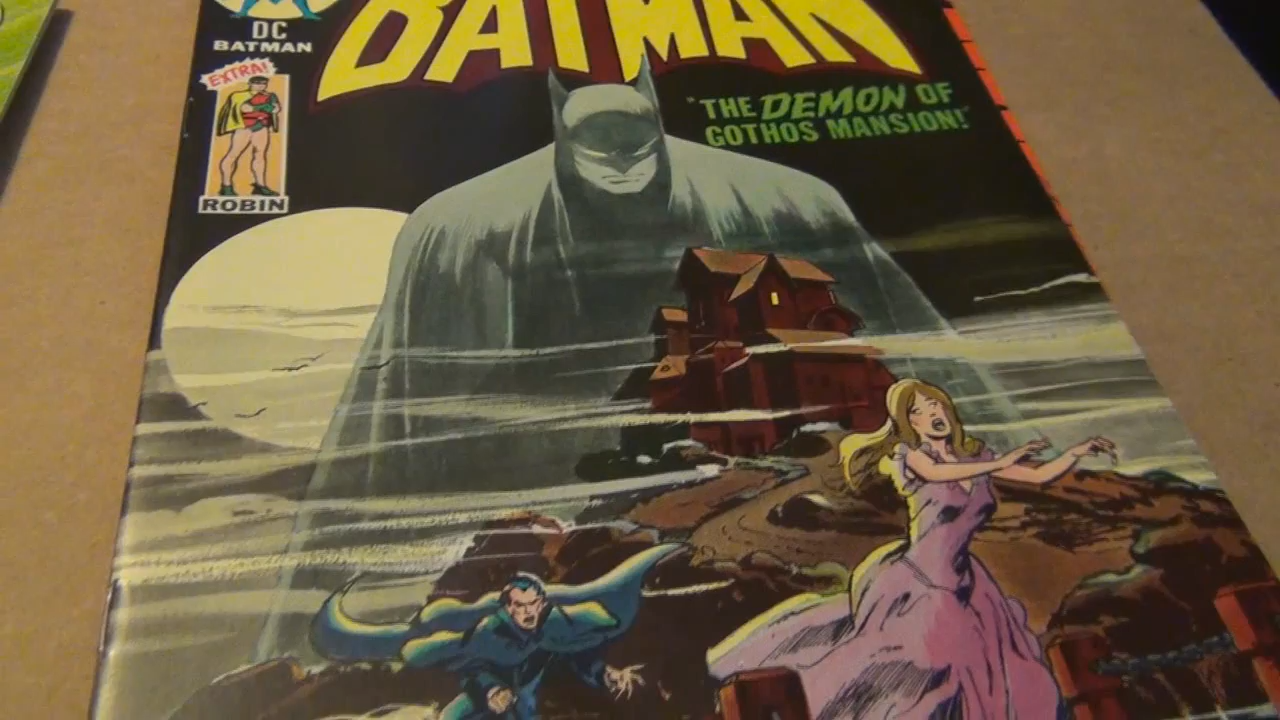 BATMAN
DC
BATMAN
EXTRA!
ROBIN
"THE DEMON OF
GOTHOS MANSION!"